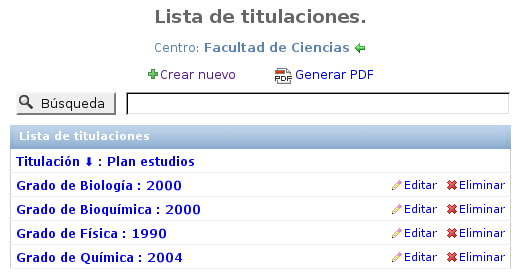 Lista de titulaciones.
Centro: Facultad de Ciencias
Crear nuevo PDF Generar PDF
Búsqueda
Lista de titulaciones
Titulación ⬇ : Plan estudios
Grado de Biología : 2000 Editar Eliminar
Grado de Bioquímica : 2000 Editar Eliminar
Grado de Física : 1990 Editar Eliminar
Grado de Química : 2004 Editar Eliminar